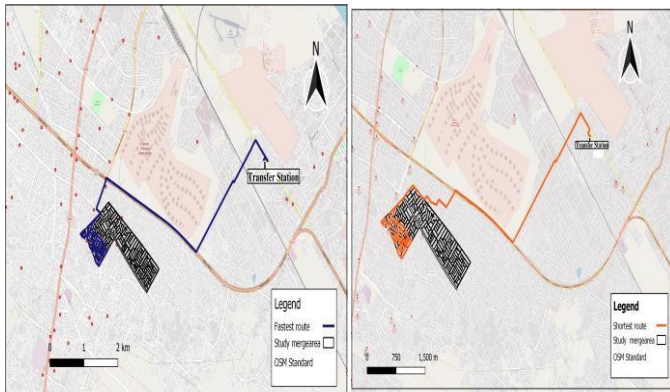 N
Transfer Station
Legend
Fastest route
Study mergearea
OSM Standard
0 1 2 km
N
Transfer Station
Legend
Shortest route
Study mergearea
OSM Standard
0 750 1,500 m